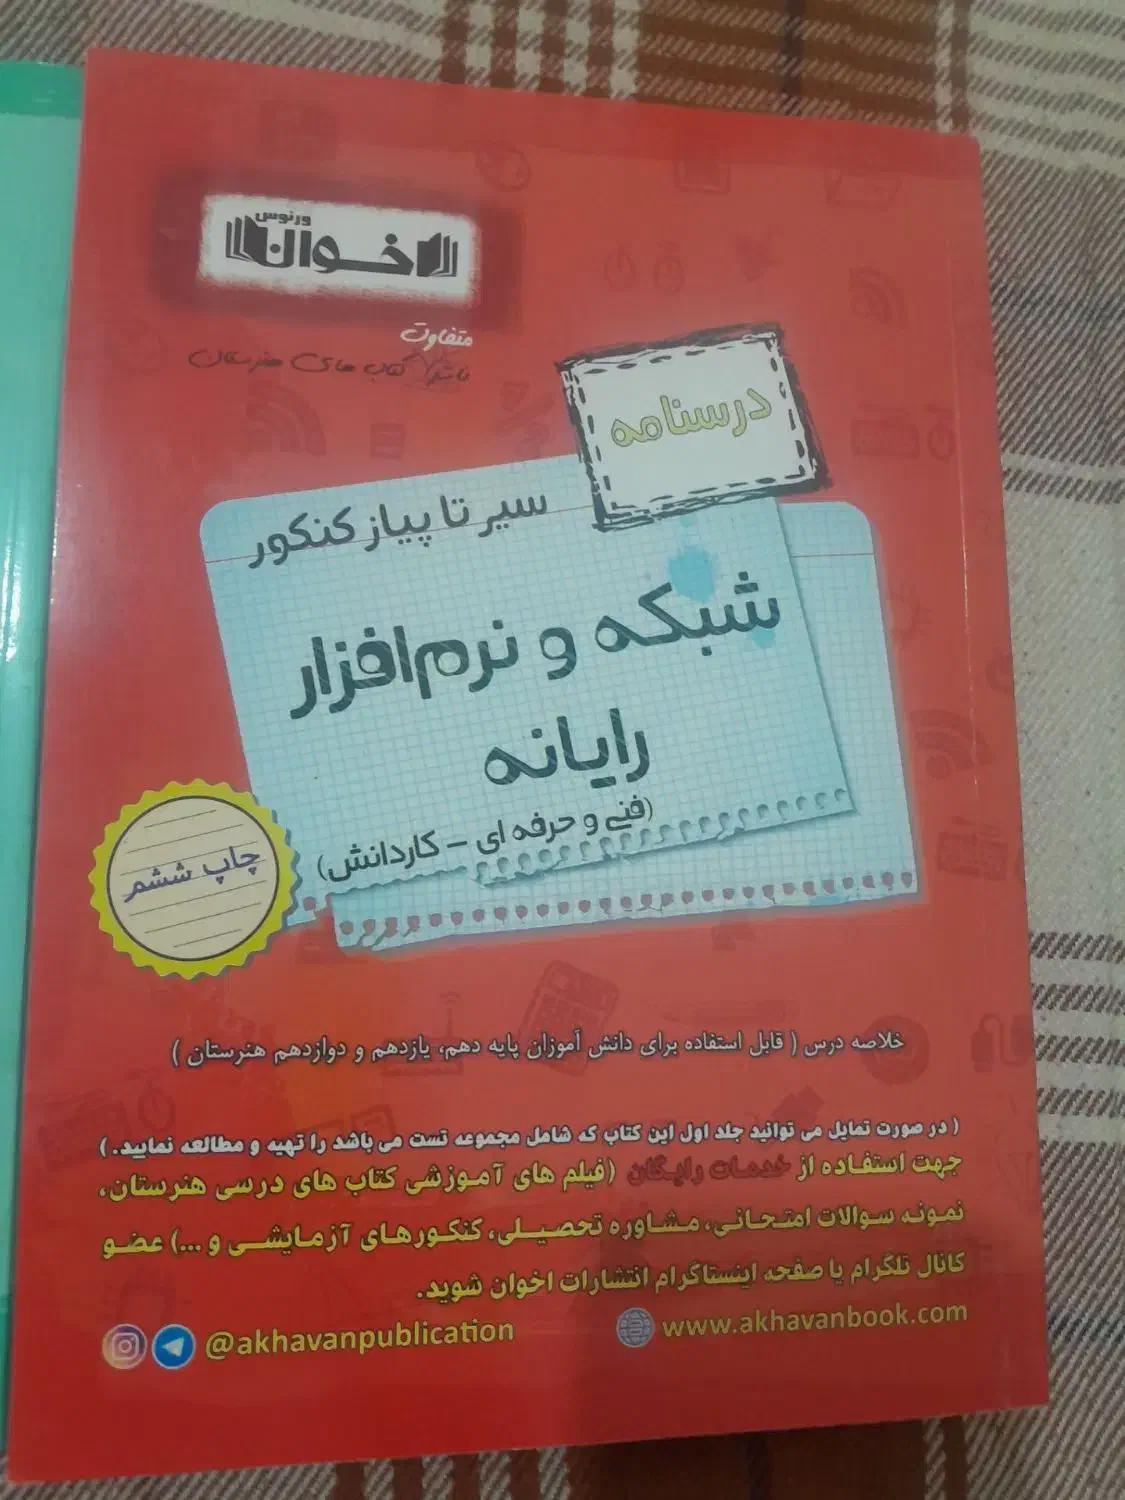 ورنوس
اخوان
متفاوت
ناشر کتاب های هنرستان
درسنامه
سیر تا پیاز کنکور
شبکه و نرم‌افزار
رایانه
(فنی و حرفه ای - کاردانش)
چاپ ششم
خلاصه درس ( قابل استفاده برای دانش آموزان پایه دهم، یازدهم و دوازدهم هنرستان )
( در صورت تمایل می توانید جلد اول این کتاب که شامل مجموعه تست می باشد را تهیه و مطالعه نمایید. )
جهت استفاده از خدمات رایگان (فیلم های آموزشی کتاب های درسی هنرستان،
نمونه سوالات امتحانی، مشاوره تحصیلی، کنکورهای آزمایشی و ...) عضو
کانال تلگرام یا صفحه اینستاگرام انتشارات اخوان شوید.
@akhavanpublication
www.akhavanbook.com